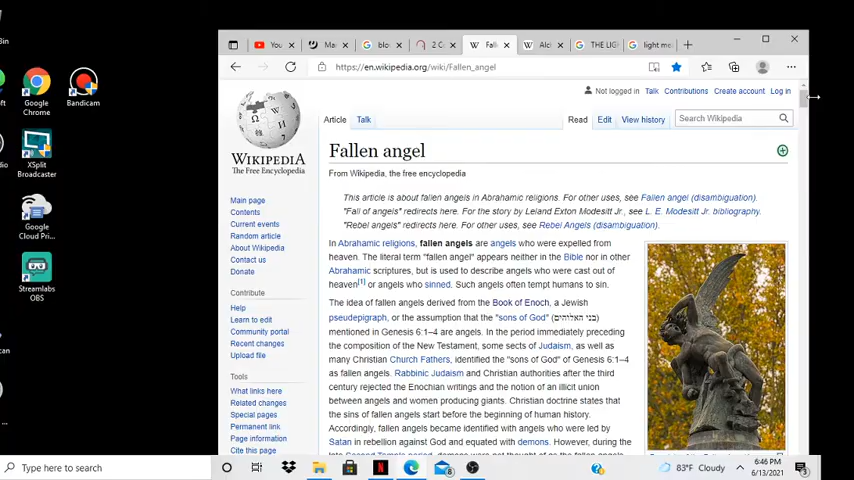 You
Ma
blo
2 C
Fall
Alc
THE LIG
light me
https://en.wikipedia.org/wiki/Fallen_angel
Not logged in Talk Contributions Create account Log in
Article Talk Read Edit View history Search Wikipedia
WIKIPEDIA
The Free Encyclopedia
Fallen angel
From Wikipedia, the free encyclopedia
This article is about fallen angels in Abrahamic religions. For other uses, see Fallen angel (disambiguation).
"Fall of angels" redirects here. For the story by Leland Exton Modesitt Jr., see L. E. Modesitt Jr. bibliography.
"Rebel angels" redirects here. For other uses, see Rebel Angels (disambiguation).
In Abrahamic religions, fallen angels are angels who were expelled from
heaven. The literal term "fallen angel" appears neither in the Bible nor in other
Abrahamic scriptures, but is used to describe angels who were cast out of
heaven[1] or angels who sinned. Such angels often tempt humans to sin.
The idea of fallen angels derived from the Book of Enoch, a Jewish
pseudepigraph, or the assumption that the "sons of God" (בני האלוהים)
mentioned in Genesis 6:1–4 are angels. In the period immediately preceding
the composition of the New Testament, some sects of Judaism, as well as
many Christian Church Fathers, identified the "sons of God" of Genesis 6:1–4
as fallen angels. Rabbinic Judaism and Christian authorities after the third
century rejected the Enochian writings and the notion of an illicit union
between angels and women producing giants. Christian doctrine states that
the sins of fallen angels start before the beginning of human history.
Accordingly, fallen angels became identified with angels who were led by
Satan in rebellion against God and equated with demons. However, during the
Main page
Contents
Current events
Random article
About Wikipedia
Contact us
Donate
Contribute
Help
Learn to edit
Community portal
Recent changes
Upload file
Tools
What links here
Related changes
Special pages
Permanent link
Page information
Cite this page
Bin
Google
Chrome
Bandicam
XSplit
Broadcaster
Google
Cloud Pri...
Streamlabs
OBS
Type here to search
8
83°F Cloudy
6:46 PM
6/13/2021
3